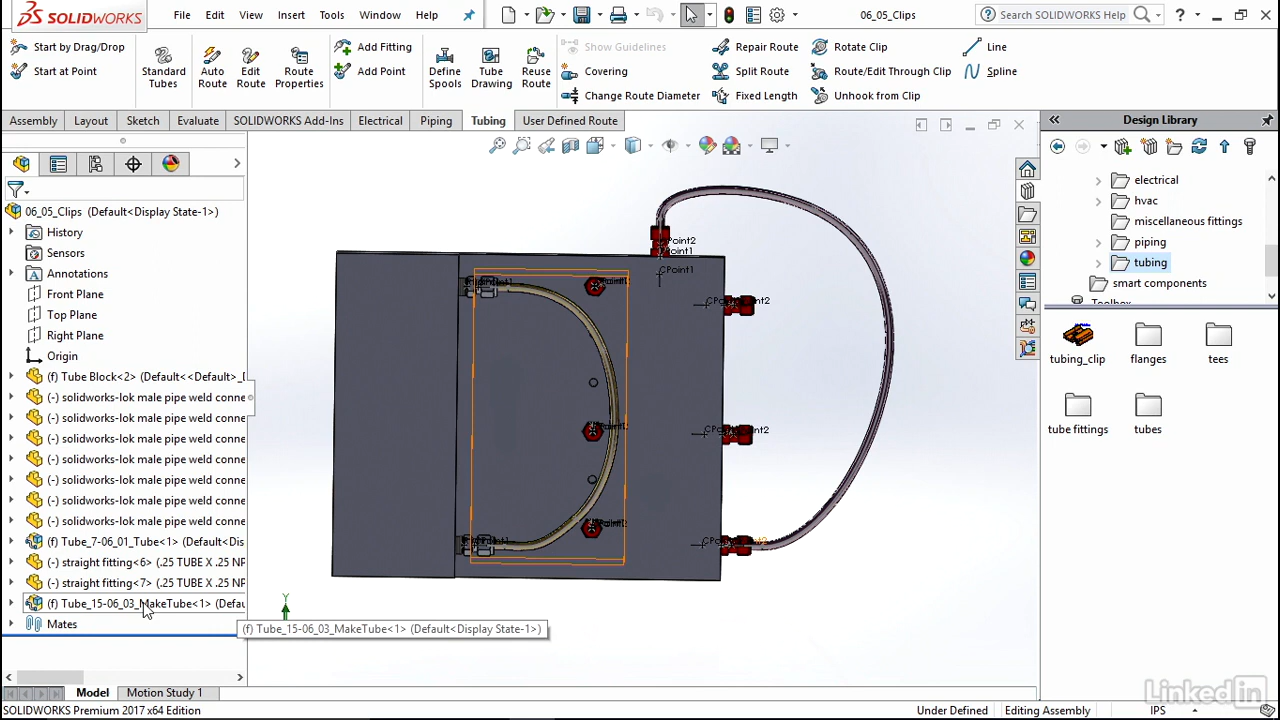 SOLIDWORKS
File Edit View Insert Tools Window Help
06_05_Clips
Search SOLIDWORKS Help
Start by Drag/Drop
Start at Point
Standard Tubes
Auto Route
Edit Route
Route Properties
Add Fitting
Add Point
Define Spools
Tube Drawing
Reuse Route
Show Guidelines
Covering
Change Route Diameter
Repair Route
Split Route
Fixed Length
Rotate Clip
Route/Edit Through Clip
Unhook from Clip
Line
Spline
Assembly Layout Sketch Evaluate SOLIDWORKS Add-Ins Electrical Piping Tubing User Defined Route
06_05_Clips (Default<Display State-1>)
History
Sensors
Annotations
Front Plane
Top Plane
Right Plane
Origin
(f) Tube Block<2> (Default<<Default>_
(-) solidworks-lok male pipe weld conne
(-) solidworks-lok male pipe weld conne
(-) solidworks-lok male pipe weld conne
(-) solidworks-lok male pipe weld conne
(-) solidworks-lok male pipe weld conne
(-) solidworks-lok male pipe weld conne
(-) solidworks-lok male pipe weld conne
(f) Tube_7-06_01_Tube<1> (Default<Dis
(-) straight fitting<6> (.25 TUBE X .25 NP
(-) straight fitting<7> (.25 TUBE X .25 NP
(f) Tube_15-06_03_MakeTube<1> (Defau
Mates
(f) Tube_15-06_03_MakeTube<1> (Default<Display State-1>)
CPoint1
Y
Design Library
electrical
hvac
miscellaneous fittings
piping
tubing
smart components
Toolbox
tubing_clip
flanges
tees
tube fittings
tubes
Model Motion Study 1
SOLIDWORKS Premium 2017 x64 Edition
Under Defined Editing Assembly IPS
Linked in